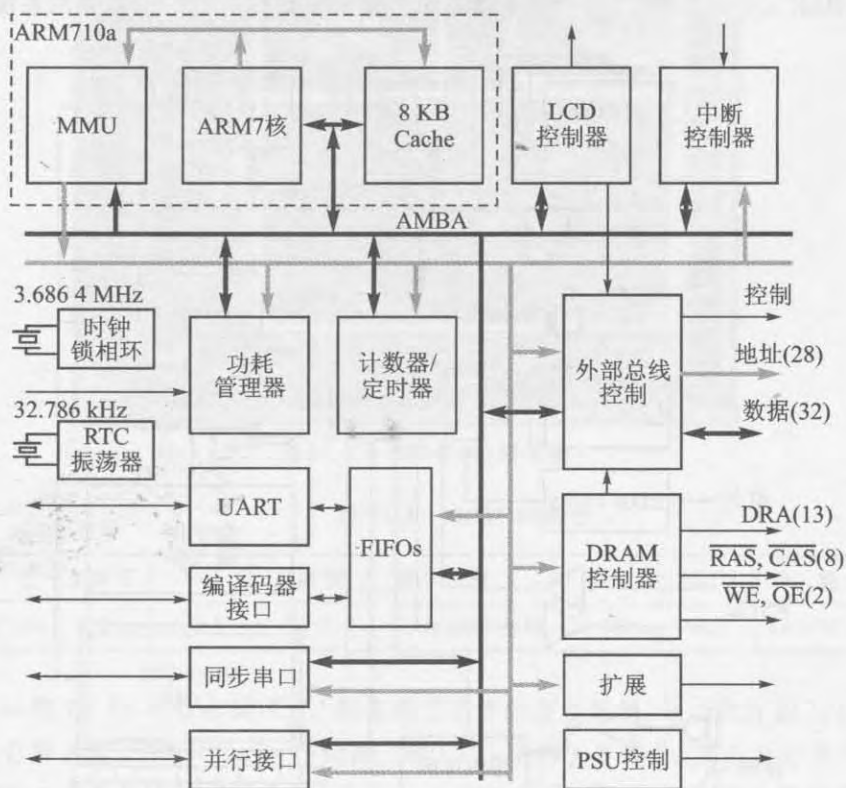 ARM710a
MMU
ARM7核
8 KB
Cache
LCD
控制器
中断
控制器
AMBA
3.686 4 MHz
时钟
锁相环
32.786 kHz
RTC
振荡器
功耗
管理器
计数器/
定时器
外部总线
控制
控制
地址(28)
数据(32)
UART
FIFOs
编译码器
接口
DRAM
控制器
DRA(13)
RAS, CAS(8)
WE, OE(2)
同步串口
扩展
并行接口
PSU控制